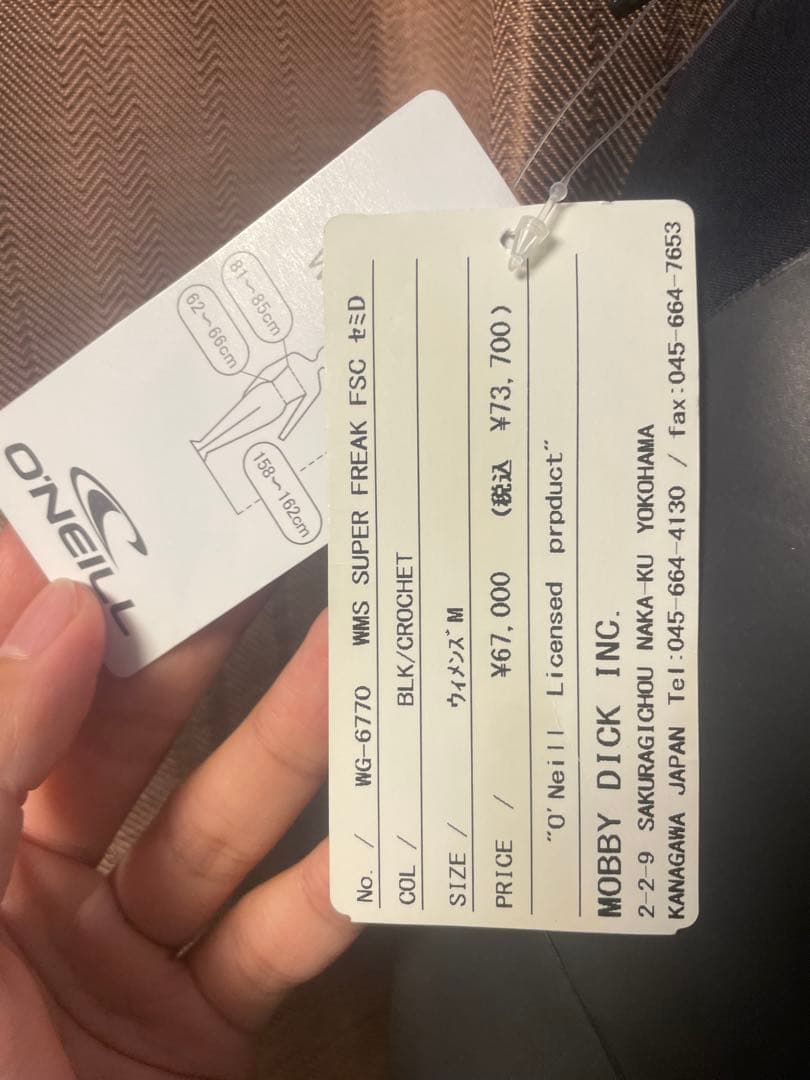 No. / WG-6770 WMS SUPER FREAK FSC セミD
COL / BLK/CROCHET
SIZE / ウィメンズ M
PRICE / ¥67,000 (税込 ¥73,700)
"O'Neill Licensed prpduct"
MOBBY DICK INC.
2-2-9 SAKURAGICHOU NAKA-KU YOKOHAMA
KANAGAWA JAPAN Tel:045-664-4130 / fax:045-664-7653
81〜85cm
62〜66cm
158〜162cm
O'NEILL